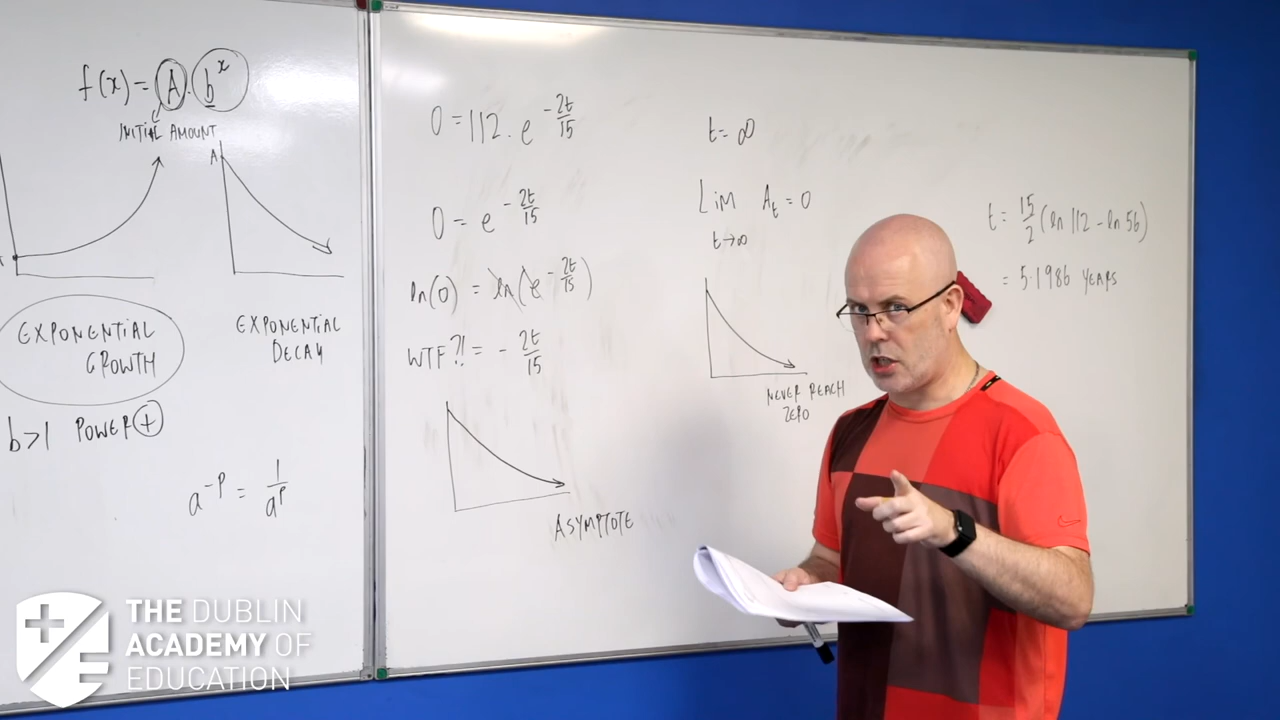 f(x) = A . b^x
INITIAL AMOUNT
A
EXPONENTIAL
GROWTH
EXPONENTIAL
DECAY
b>1 POWER +
a^-p = 1/a^p
0 = 112 . e^-2t/15
0 = e^-2t/15
ln(0) = ln(e^-2t/15)
WTF?! = - 2t/15
ASYMPTOTE
t = ∞
Lim A_t = 0
t→∞
NEVER REACH
ZERO
t = 15/2 (ln 112 - ln 56)
= 5.1986 YEARS
THE DUBLIN
ACADEMY OF
EDUCATION